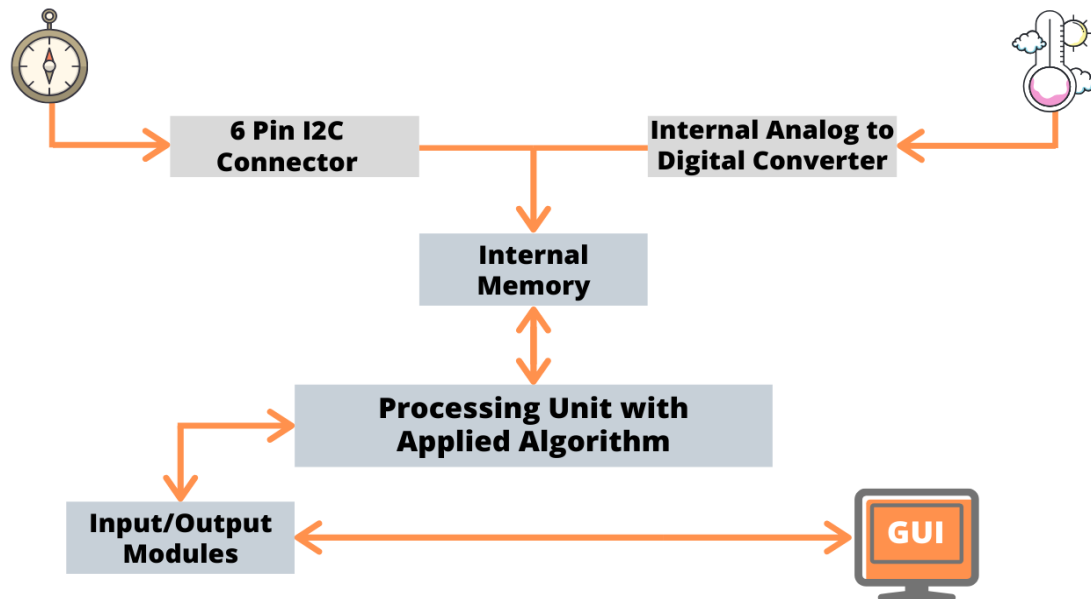 6 Pin I2C
Connector
Internal Analog to
Digital Converter
Internal
Memory
Processing Unit with
Applied Algorithm
Input/Output
Modules
GUI